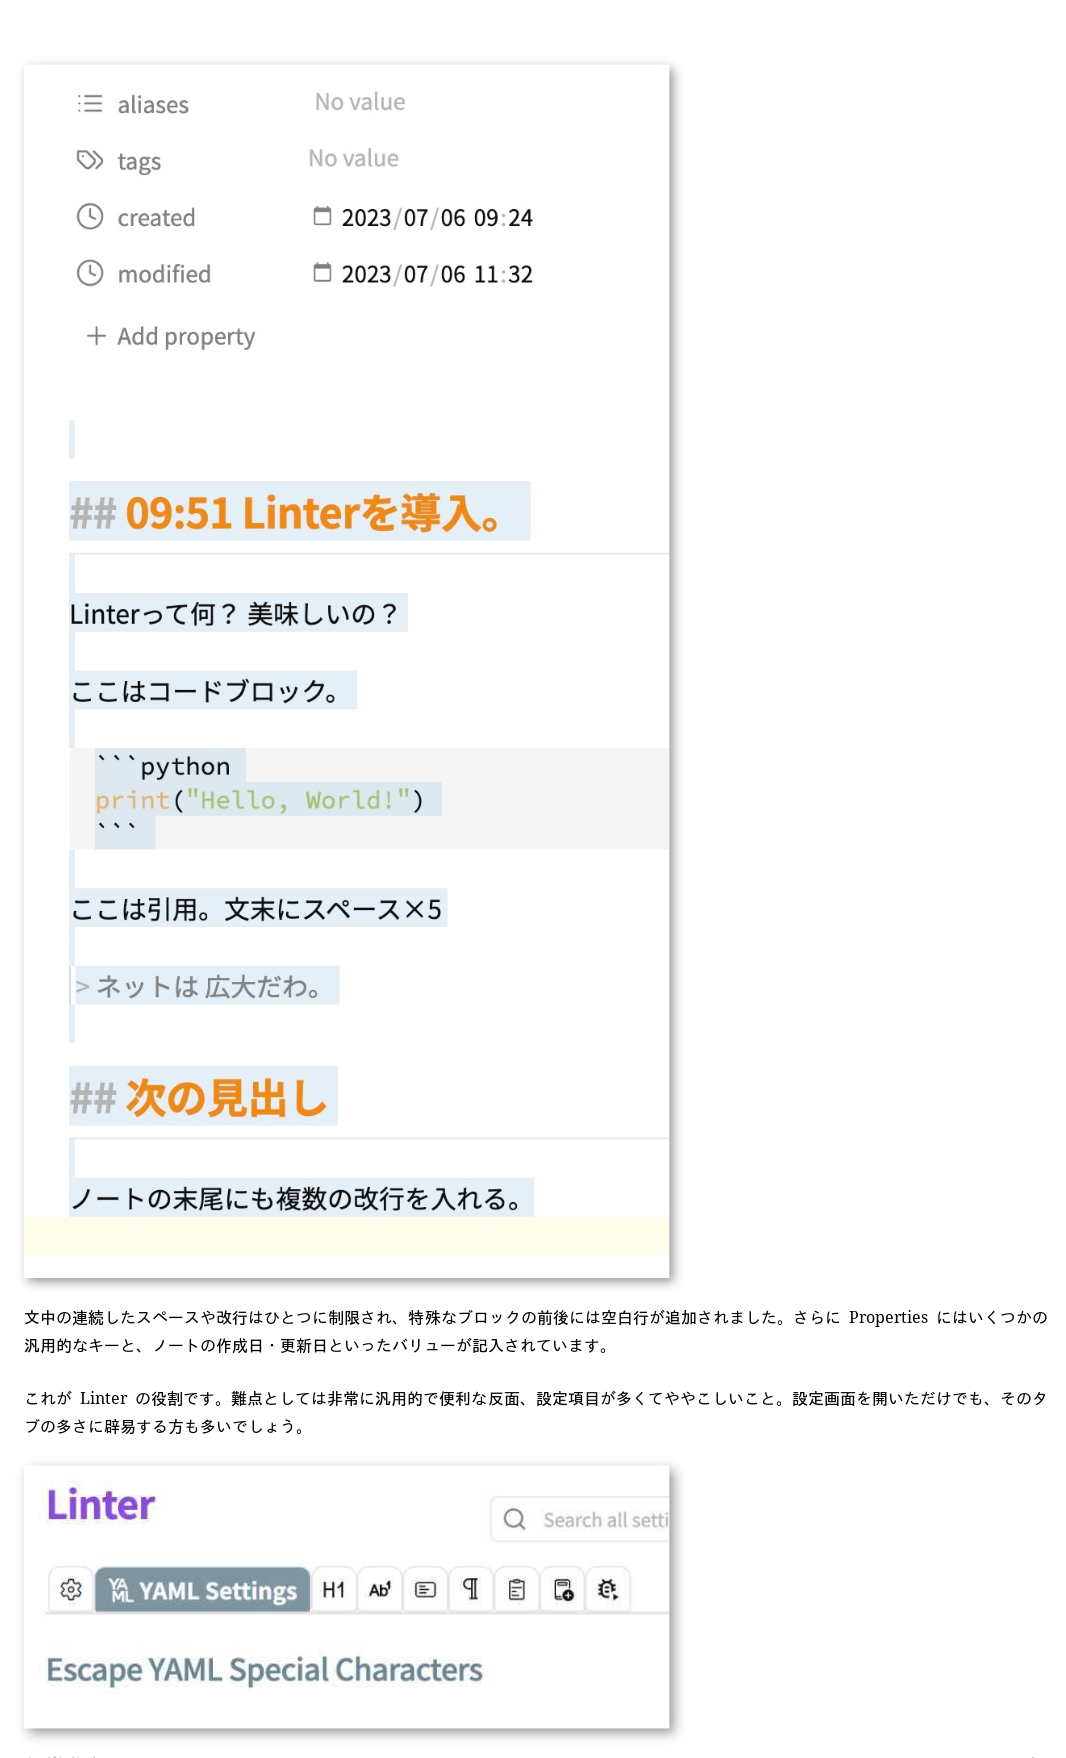 aliases No value
tags No value
created 2023/07/06 09:24
modified 2023/07/06 11:32
+ Add property
## 09:51 Linterを導入。
Linterって何？ 美味しいの？
ここはコードブロック。
```python
print("Hello, World!")
```
ここは引用。文末にスペース×5
> ネットは 広大だわ。
## 次の見出し
ノートの末尾にも複数の改行を入れる。
文中の連続したスペースや改行はひとつに制限され、特殊なブロックの前後には空白行が追加されました。さらに Properties にはいくつかの
汎用的なキーと、ノートの作成日・更新日といったバリューが記入されています。
これが Linter の役割です。難点としては非常に汎用的で便利な反面、設定項目が多くてややこしいこと。設定画面を開いただけでも、そのタ
ブの多さに辟易する方も多いでしょう。
Linter
Search all setti
YAML YAML Settings H1 Ab¹
Escape YAML Special Characters